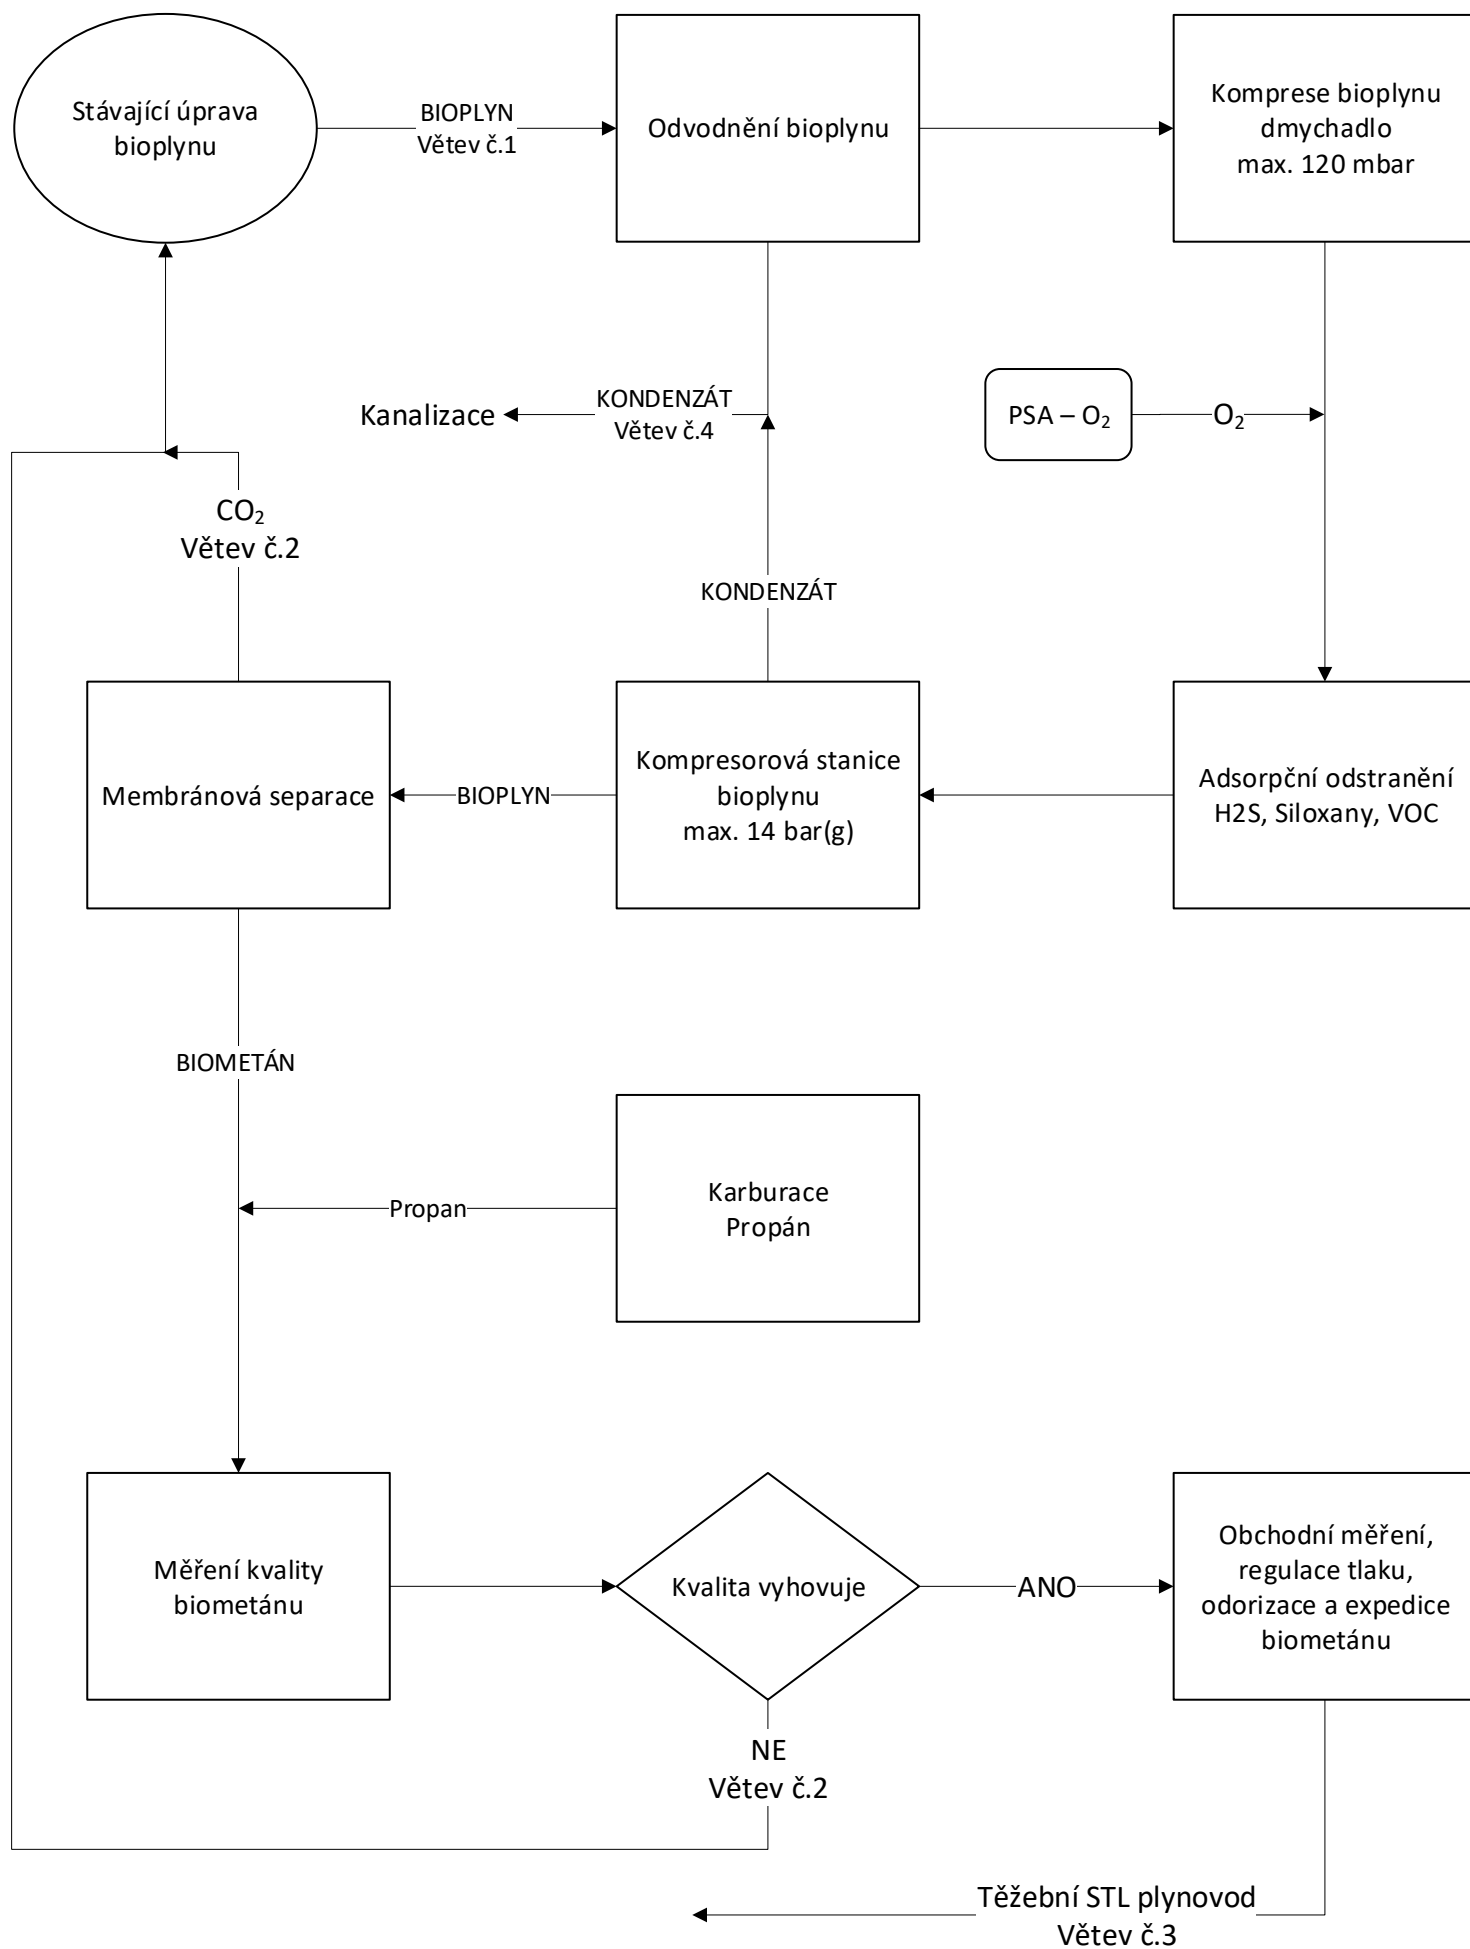 Stávající úprava
bioplynu
BIOPLYN
Větev č.1
Odvodnění bioplynu
Komprese bioplynu
dmychadlo
max. 120 mbar
Kanalizace
KONDENZÁT
Větev č.4
PSA – O₂
O₂
CO₂
Větev č.2
KONDENZÁT
Membránová separace
BIOPLYN
Kompresorová stanice
bioplynu
max. 14 bar(g)
Adsorpční odstranění
H2S, Siloxany, VOC
BIOMETÁN
Propan
Karburace
Propán
Měření kvality
biometánu
Kvalita vyhovuje
ANO
Obchodní měření,
regulace tlaku,
odorizace a expedice
biometánu
NE
Větev č.2
Těžební STL plynovod
Větev č.3